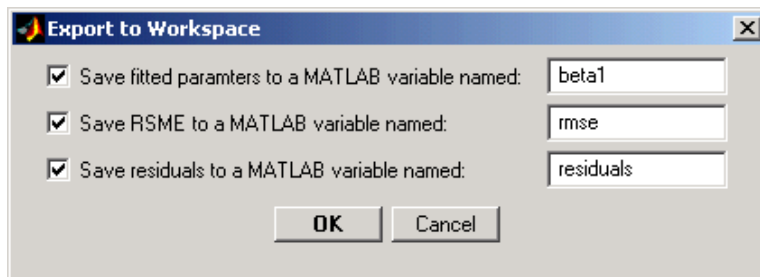 Export to Workspace
Save fitted paramters to a MATLAB variable named: beta1
Save RSME to a MATLAB variable named: rmse
Save residuals to a MATLAB variable named: residuals
OK Cancel